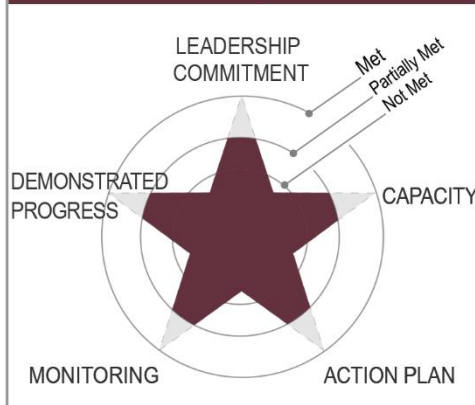 LEADERSHIP
COMMITMENT
Met
Partially Met
Not Met
DEMONSTRATED
PROGRESS
CAPACITY
MONITORING
ACTION PLAN